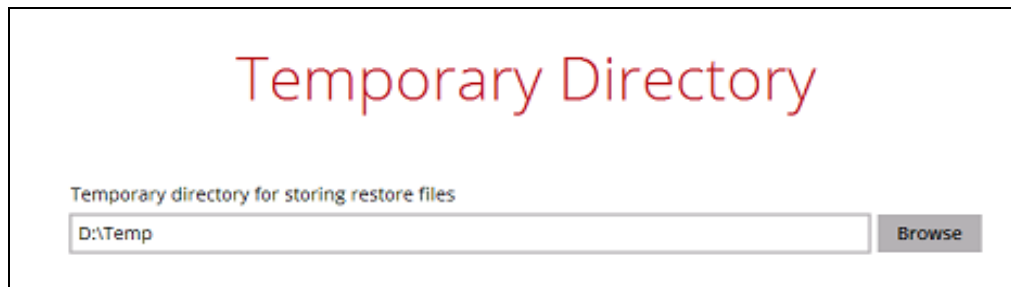 Temporary Directory
Temporary directory for storing restore files
D:\Temp
Browse